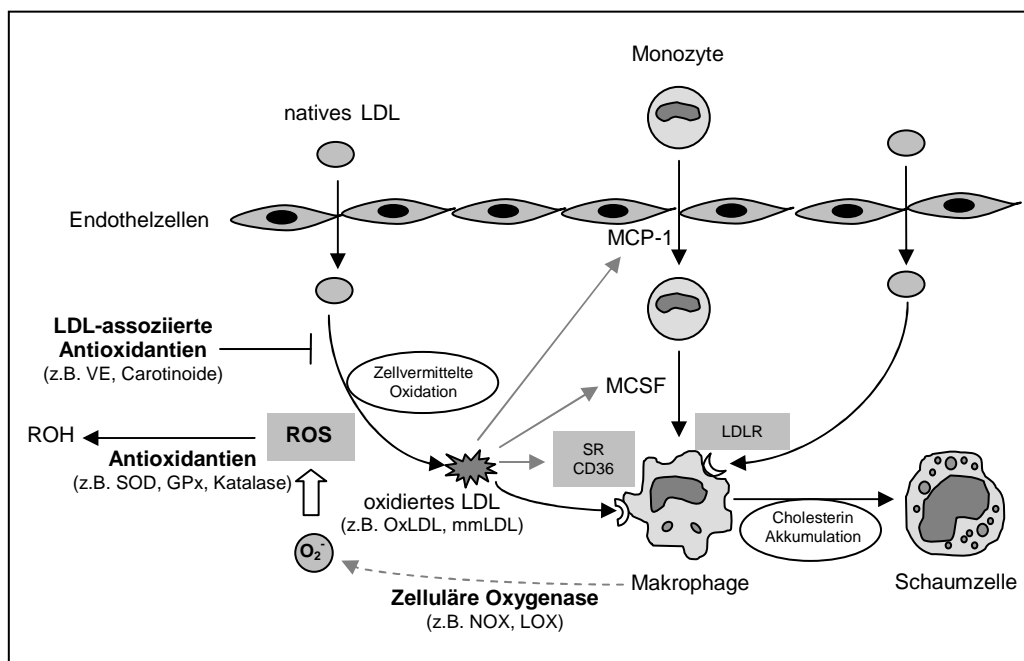 Monozyte
natives LDL
Endothelzellen
MCP-1
LDL-assoziierte
Antioxidantien
(z.B. VE, Carotinoide)
Zellvermittelte
Oxidation
MCSF
ROH
ROS
Antioxidantien
(z.B. SOD, GPx, Katalase)
SR
CD36
LDLR
oxidiertes LDL
(z.B. OxLDL, mmLDL)
Cholesterin
Akkumulation
O₂⁻
Makrophage
Schaumzelle
Zelluläre Oxygenase
(z.B. NOX, LOX)